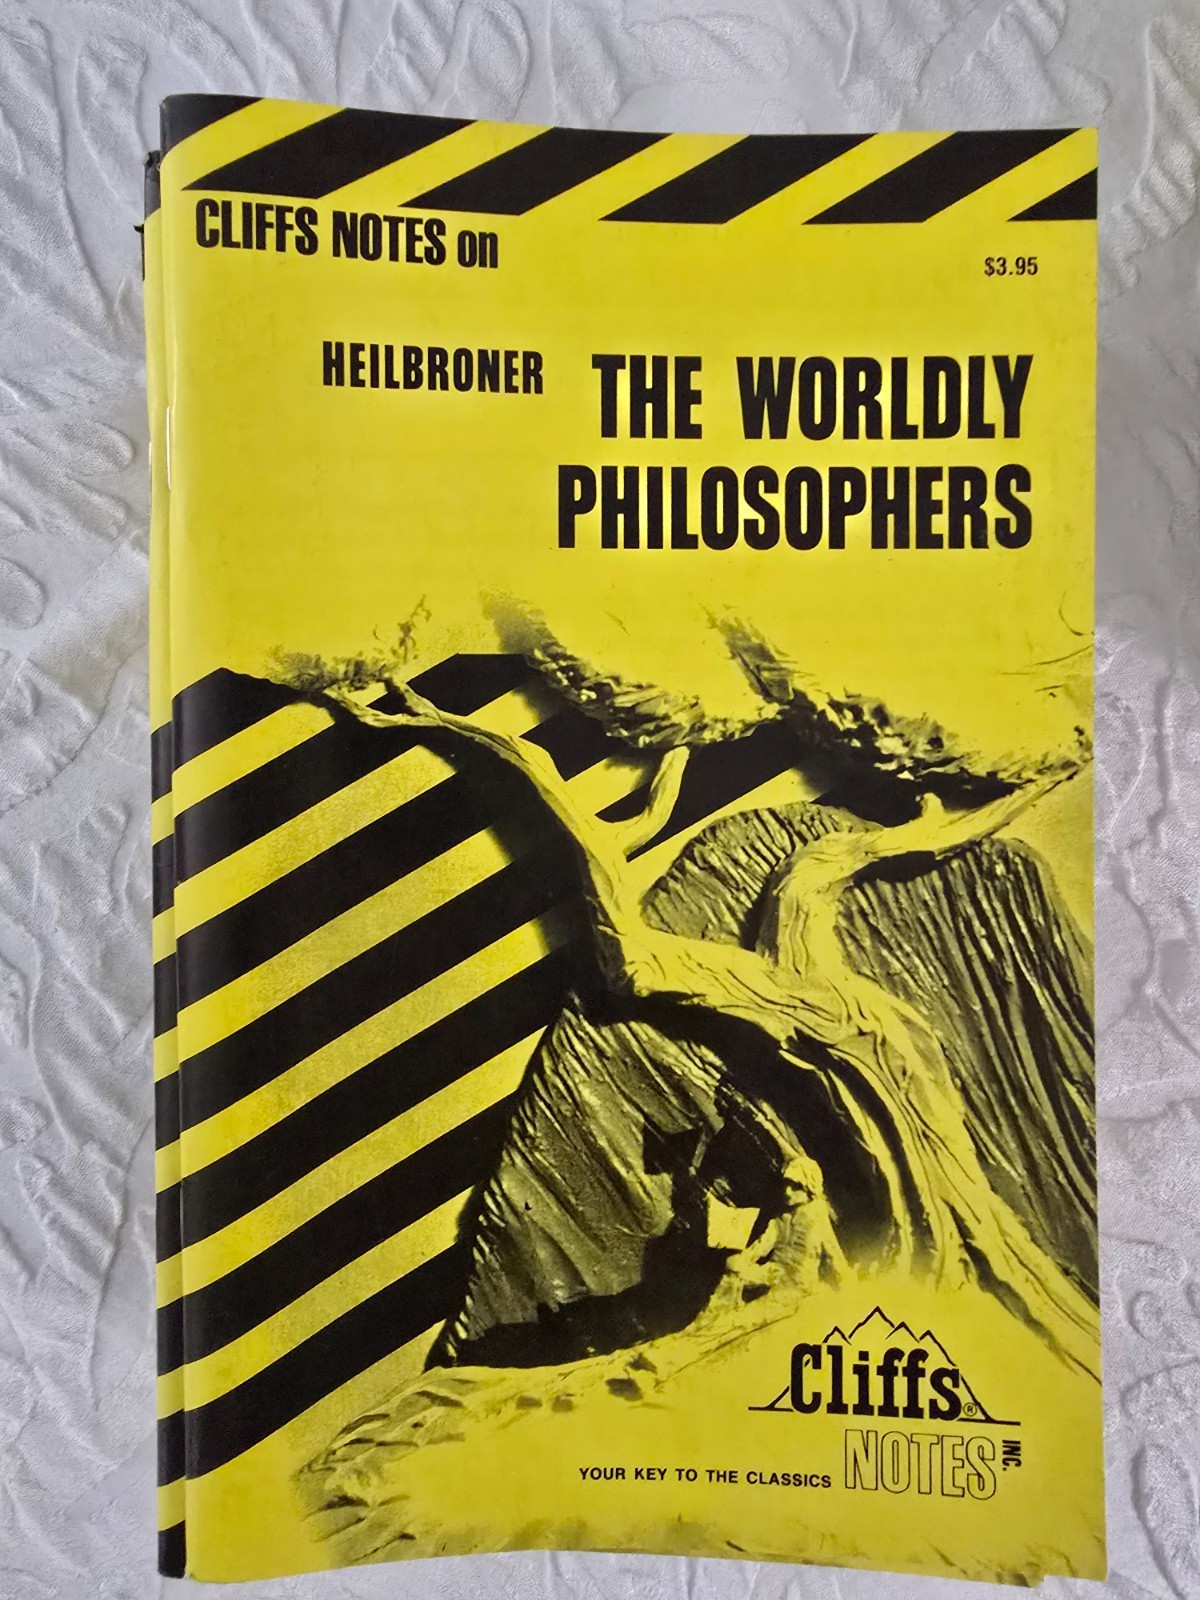 CLIFFS NOTES on
$3.95
HEILBRONER THE WORLDLY
PHILOSOPHERS
Cliffs®
NOTES INC.
YOUR KEY TO THE CLASSICS